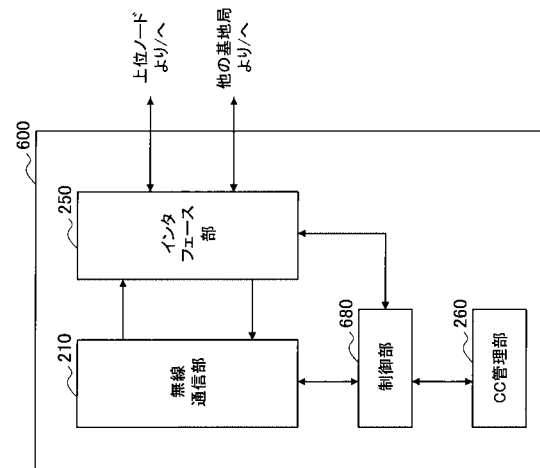 600
210
無線
通信部
250
インタ
フェース
部
上位ノード
より/へ
他の基地局
より/へ
680
制御部
260
CC管理部